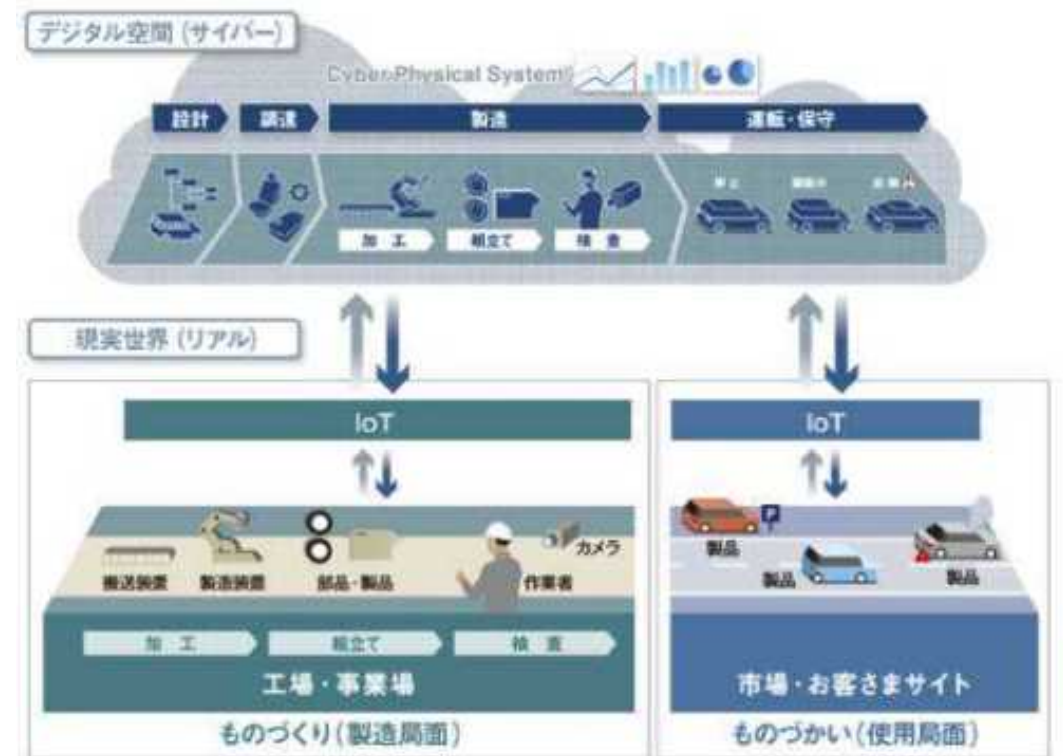 デジタル空間 (サイバー)
Cyber-Physical System
設計
調達
製造
運転・保守
加工
組立て
検査
現実世界 (リアル)
IoT
IoT
搬送装置
製造装置
部品・製品
作業者
カメラ
製品
製品
製品
加工
組立て
検査
工場・事業場
市場・お客さまサイト
ものづくり(製造局面)
ものづかい(使用局面)